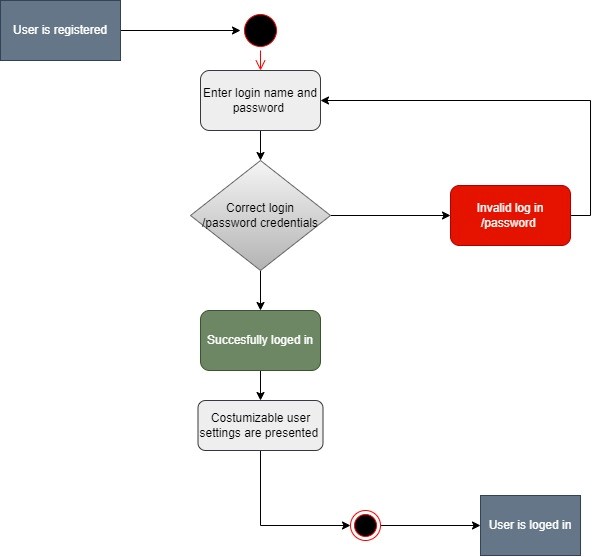 User is registered
Enter login name and
password
Correct login
/password credentials
Invalid log in
/password
Succesfully loged in
Costumizable user
settings are presented
User is loged in